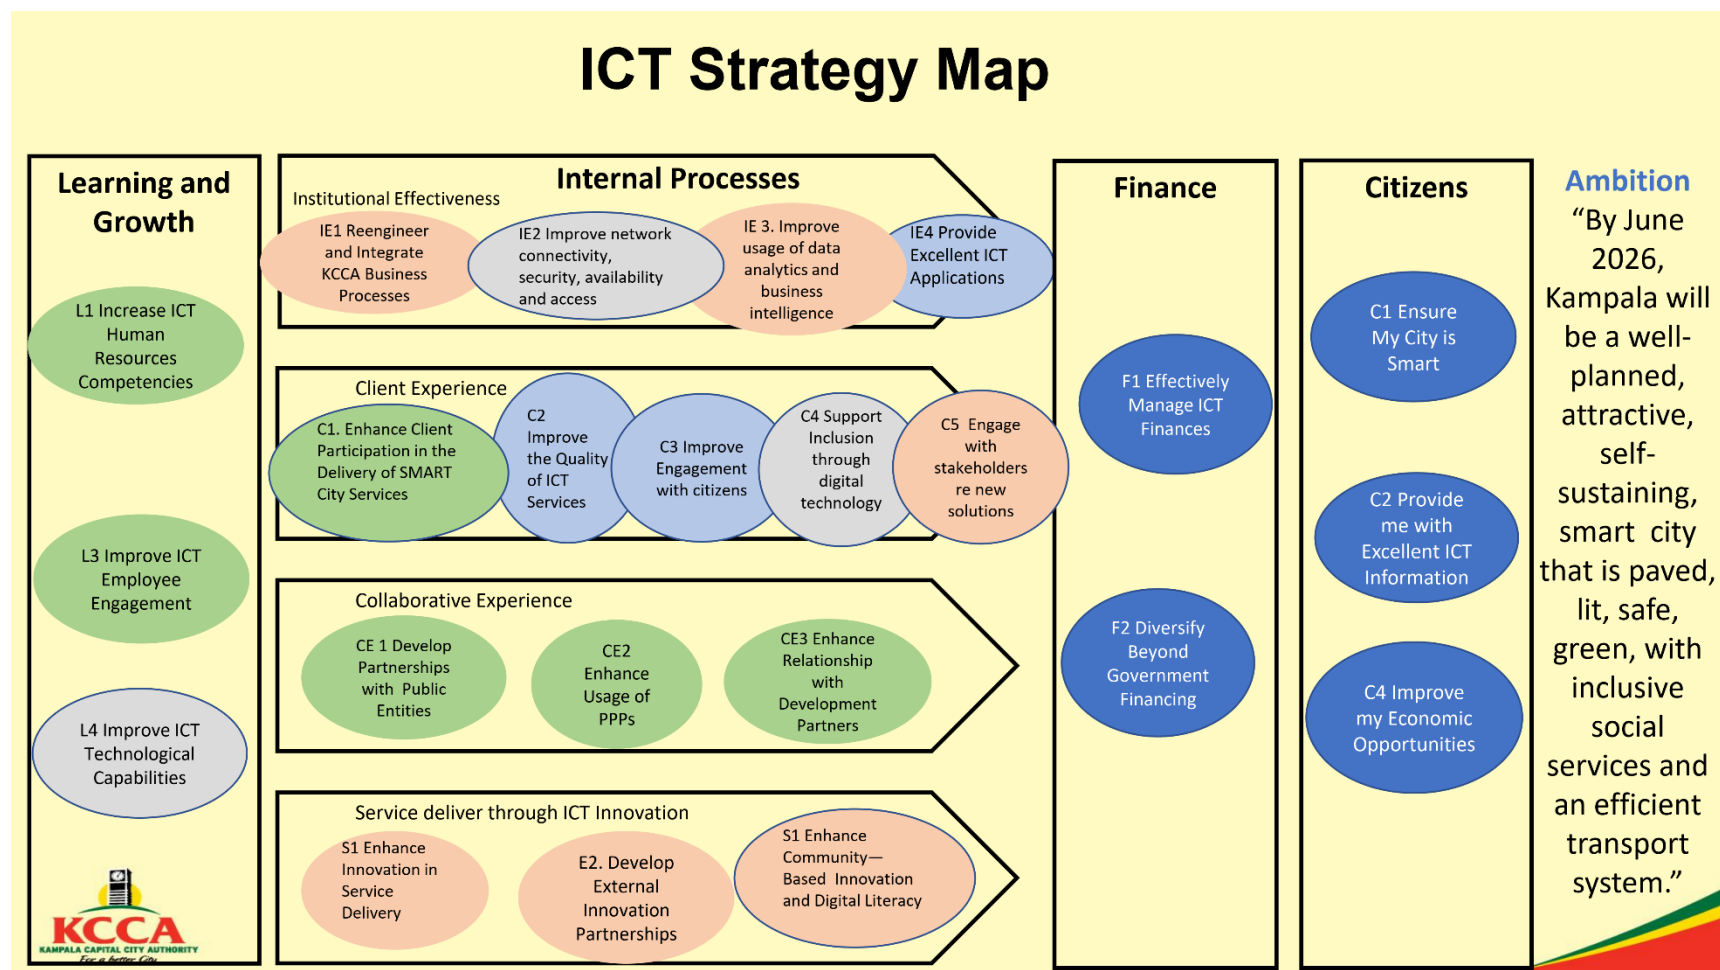 ICT Strategy Map
Learning and
Growth
L1 Increase ICT
Human
Resources
Competencies
L3 Improve ICT
Employee
Engagement
L4 Improve ICT
Technological
Capabilities
KCCA
KAMPALA CAPITAL CITY AUTHORITY
For a better City
Internal Processes
Institutional Effectiveness
IE1 Reengineer
and Integrate
KCCA Business
Processes
IE2 Improve network
connectivity,
security, availability
and access
IE 3. Improve
usage of data
analytics and
business
intelligence
IE4 Provide
Excellent ICT
Applications
Client Experience
C1. Enhance Client
Participation in the
Delivery of SMART
City Services
C2
Improve
the Quality
of ICT
Services
C3 Improve
Engagement
with citizens
C4 Support
Inclusion
through
digital
technology
C5 Engage
with
stakeholders
re new
solutions
Collaborative Experience
CE 1 Develop
Partnerships
with Public
Entities
CE2
Enhance
Usage of
PPPs
CE3 Enhance
Relationship
with
Development
Partners
Service deliver through ICT Innovation
S1 Enhance
Innovation in
Service
Delivery
E2. Develop
External
Innovation
Partnerships
S1 Enhance
Community—
Based Innovation
and Digital Literacy
Finance
F1 Effectively
Manage ICT
Finances
F2 Diversify
Beyond
Government
Financing
Citizens
C1 Ensure
My City is
Smart
C2 Provide
me with
Excellent ICT
Information
C4 Improve
my Economic
Opportunities
Ambition
“By June
2026,
Kampala will
be a well-
planned,
attractive,
self-
sustaining,
smart city
that is paved,
lit, safe,
green, with
inclusive
social
services and
an efficient
transport
system.”